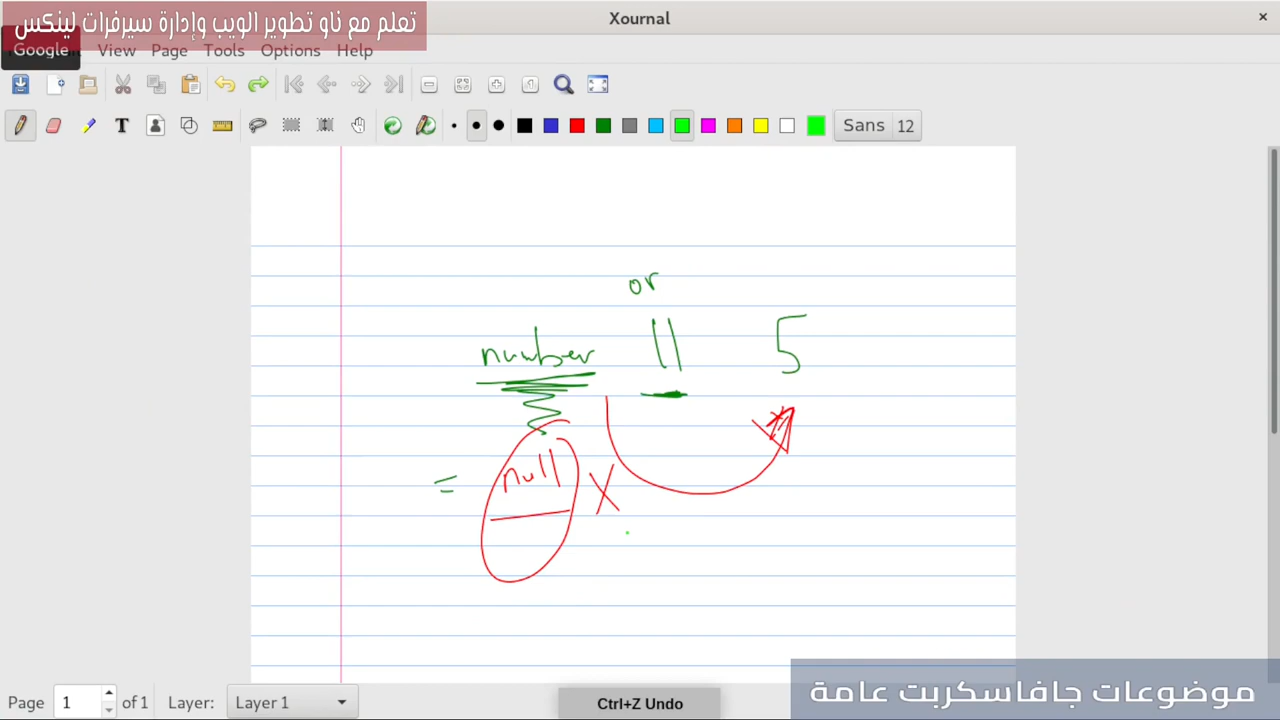 تعلم مع ناو تطوير الويب وإدارة سيرفرات لينكس
Xournal
Google
View Page Tools Options Help
Sans 12
or
number || 5
= null X
Page 1 of 1 Layer: Layer 1
Ctrl+Z Undo
موضوعات جافاسكربت عامة